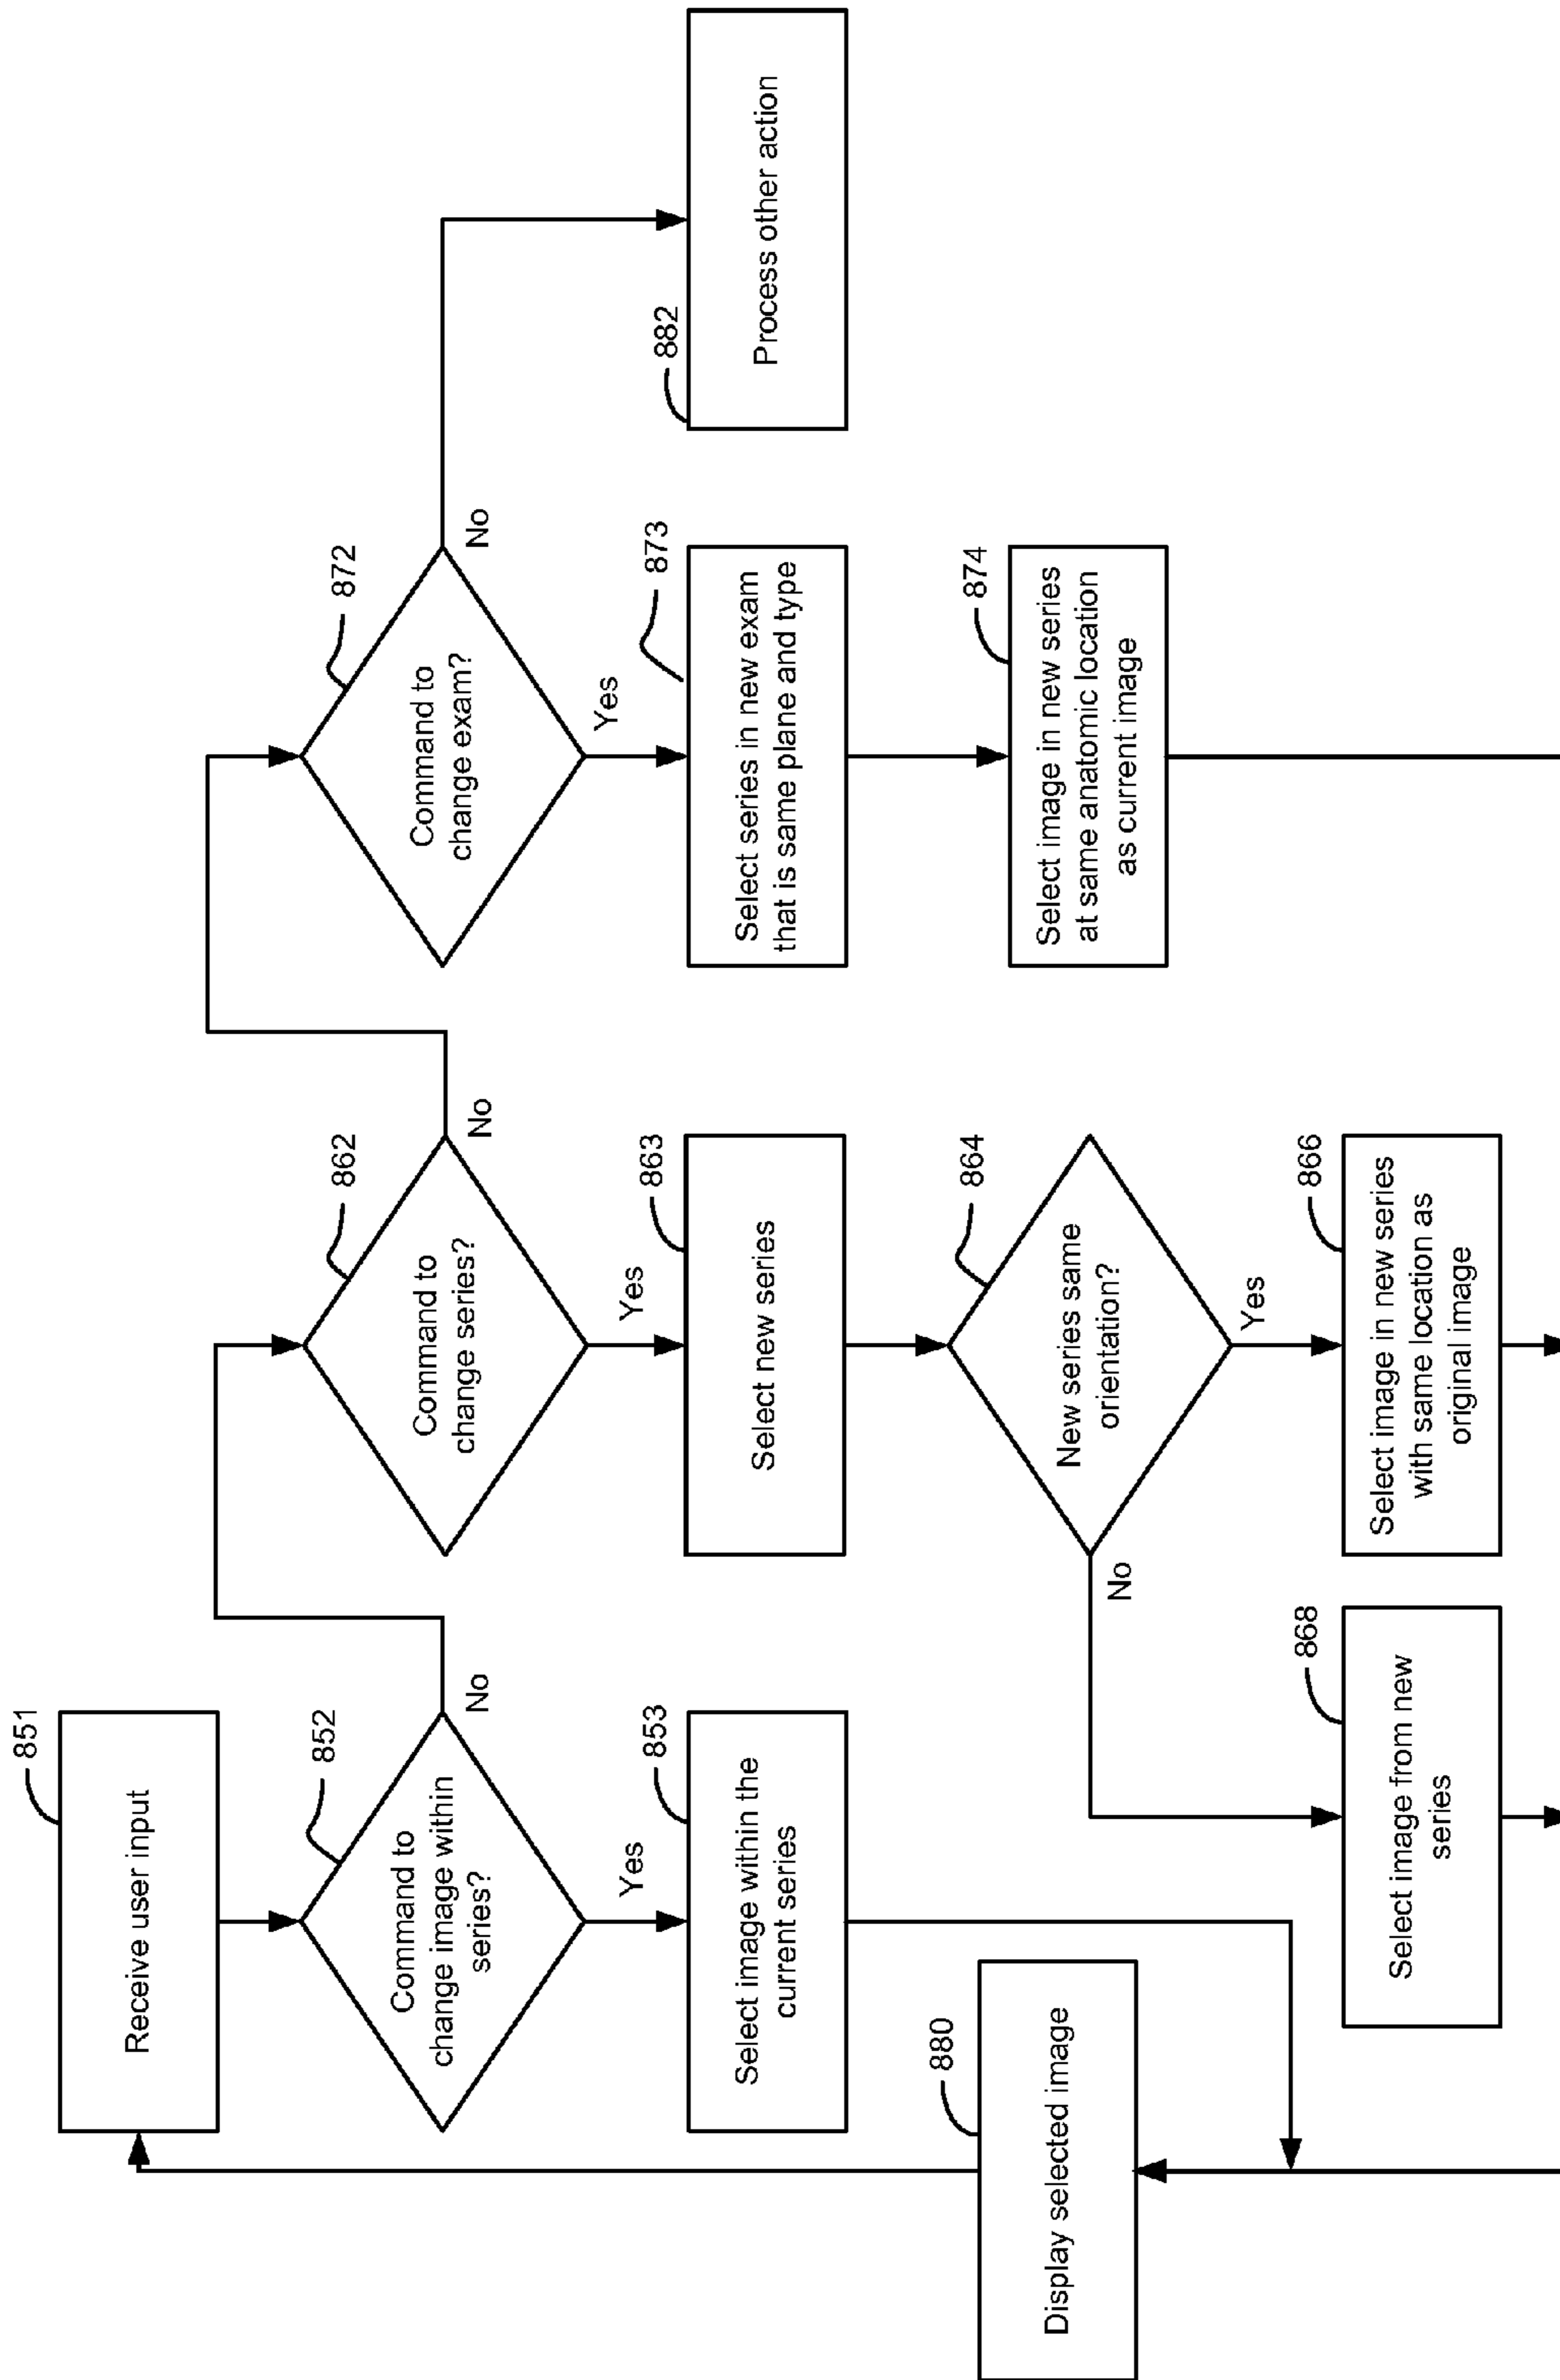 851
Receive user input
852
Command to
change image within
series?
No
Yes
853
Select image within the
current series
880
Display selected image
862
Command to
change series?
No
Yes
863
Select new series
864
New series same
orientation?
No
Yes
868
Select image from new
series
866
Select image in new series
with same location as
original image
872
Command to
change exam?
No
Yes
873
Select series in new exam
that is same plane and type
874
Select image in new series
at same anatomic location
as current image
882
Process other action